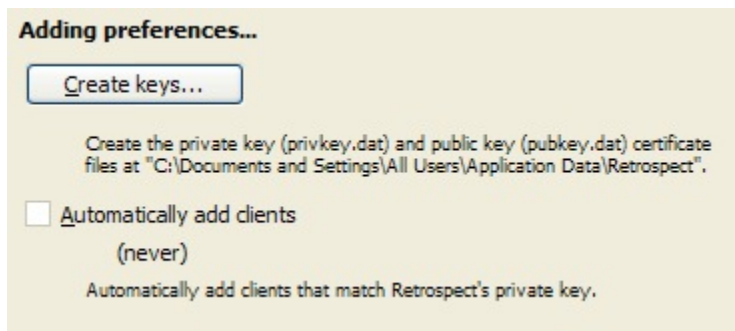 Adding preferences...
Create keys...
Create the private key (privkey.dat) and public key (pubkey.dat) certificate
files at "C:\Documents and Settings\All Users\Application Data\Retrospect".
Automatically add clients
(never)
Automatically add clients that match Retrospect's private key.